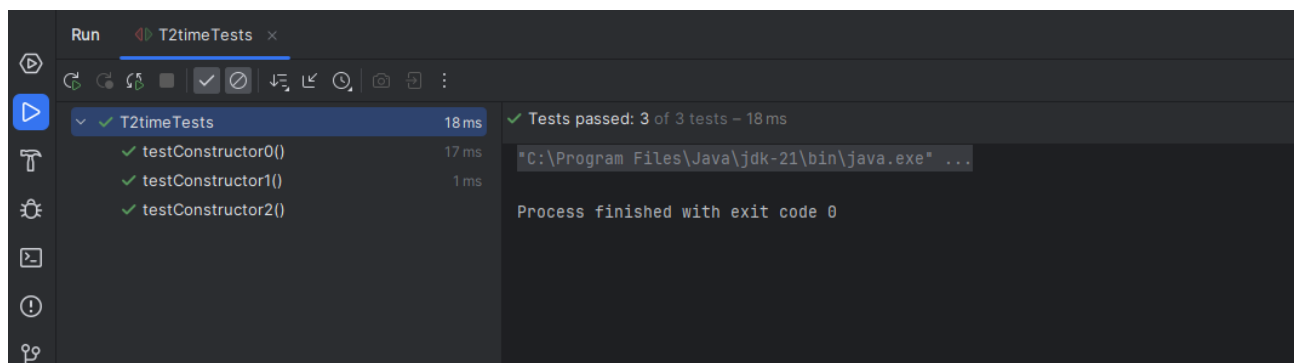 Run T2timeTests
T2timeTests 18 ms
testConstructor0() 17 ms
testConstructor1() 1 ms
testConstructor2()
Tests passed: 3 of 3 tests – 18 ms
"C:\Program Files\Java\jdk-21\bin\java.exe" ...
Process finished with exit code 0